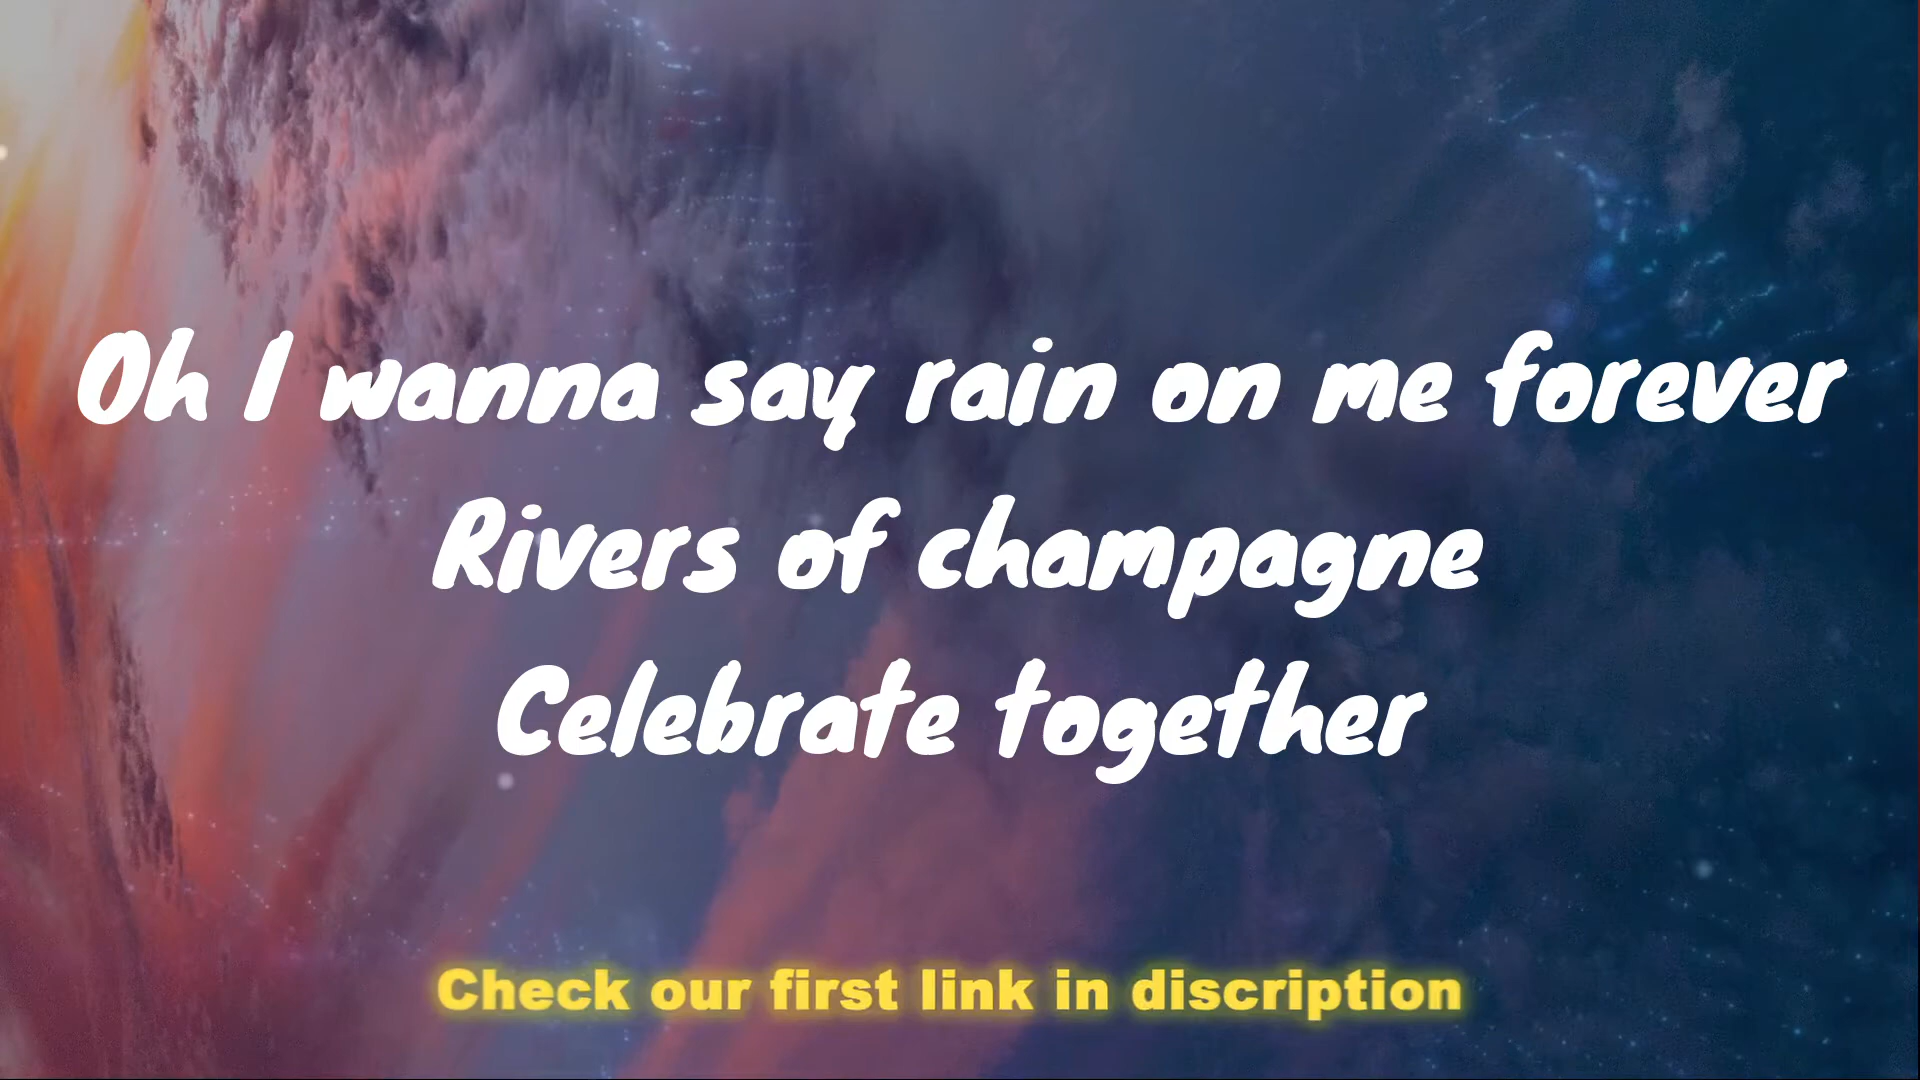 Oh I wanna say rain on me forever
Rivers of champagne
Celebrate together
Check our first link in discription